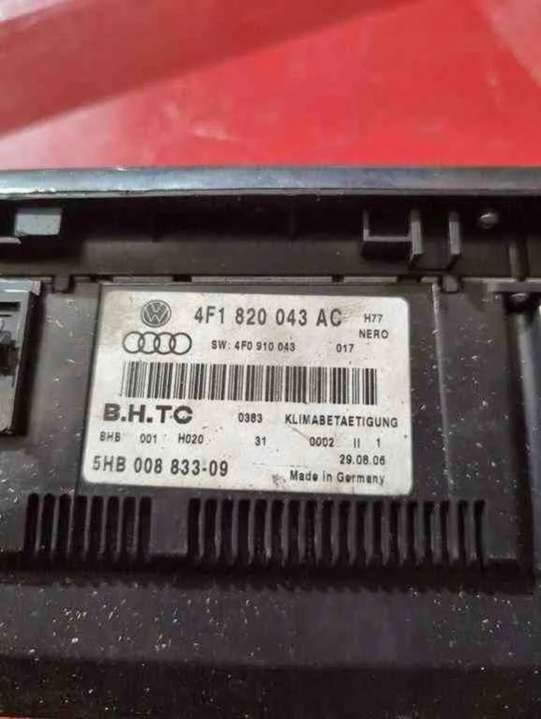 4F1 820 043 AC H77
NERO
SW: 4F0 910 043 017
B.H.TC 0383 KLIMABETAETIGUNG
BHB 001 H020 31 0002 II 1
29.06.06
5HB 008 833-09 Made in Germany